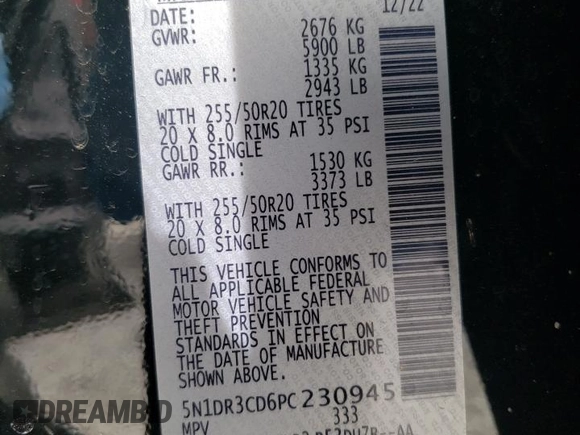 DATE: 12/22
GVWR: 2676 KG
5900 LB
GAWR FR.: 1335 KG
2943 LB
WITH 255/50R20 TIRES
20 X 8.0 RIMS AT 35 PSI
COLD SINGLE
GAWR RR.: 1530 KG
3373 LB
WITH 255/50R20 TIRES
20 X 8.0 RIMS AT 35 PSI
COLD SINGLE
THIS VEHICLE CONFORMS TO
ALL APPLICABLE FEDERAL
MOTOR VEHICLE SAFETY AND
THEFT PREVENTION
STANDARDS IN EFFECT ON
THE DATE OF MANUFACTURE
SHOWN ABOVE.
5N1DR3CD6PC230945
MPV 333
DREAMBID
dreambid.com